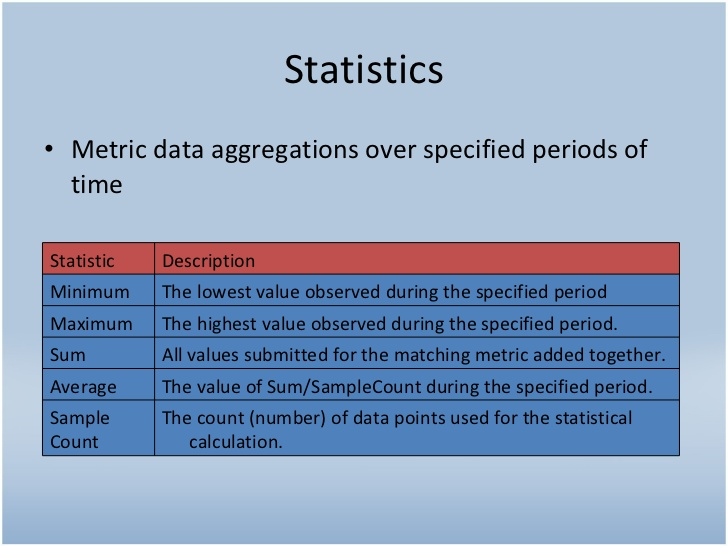 Statistics
• Metric data aggregations over specified periods of
time
Statistic Description
Minimum The lowest value observed during the specified period
Maximum The highest value observed during the specified period.
Sum All values submitted for the matching metric added together.
Average The value of Sum/SampleCount during the specified period.
Sample The count (number) of data points used for the statistical
Count calculation.